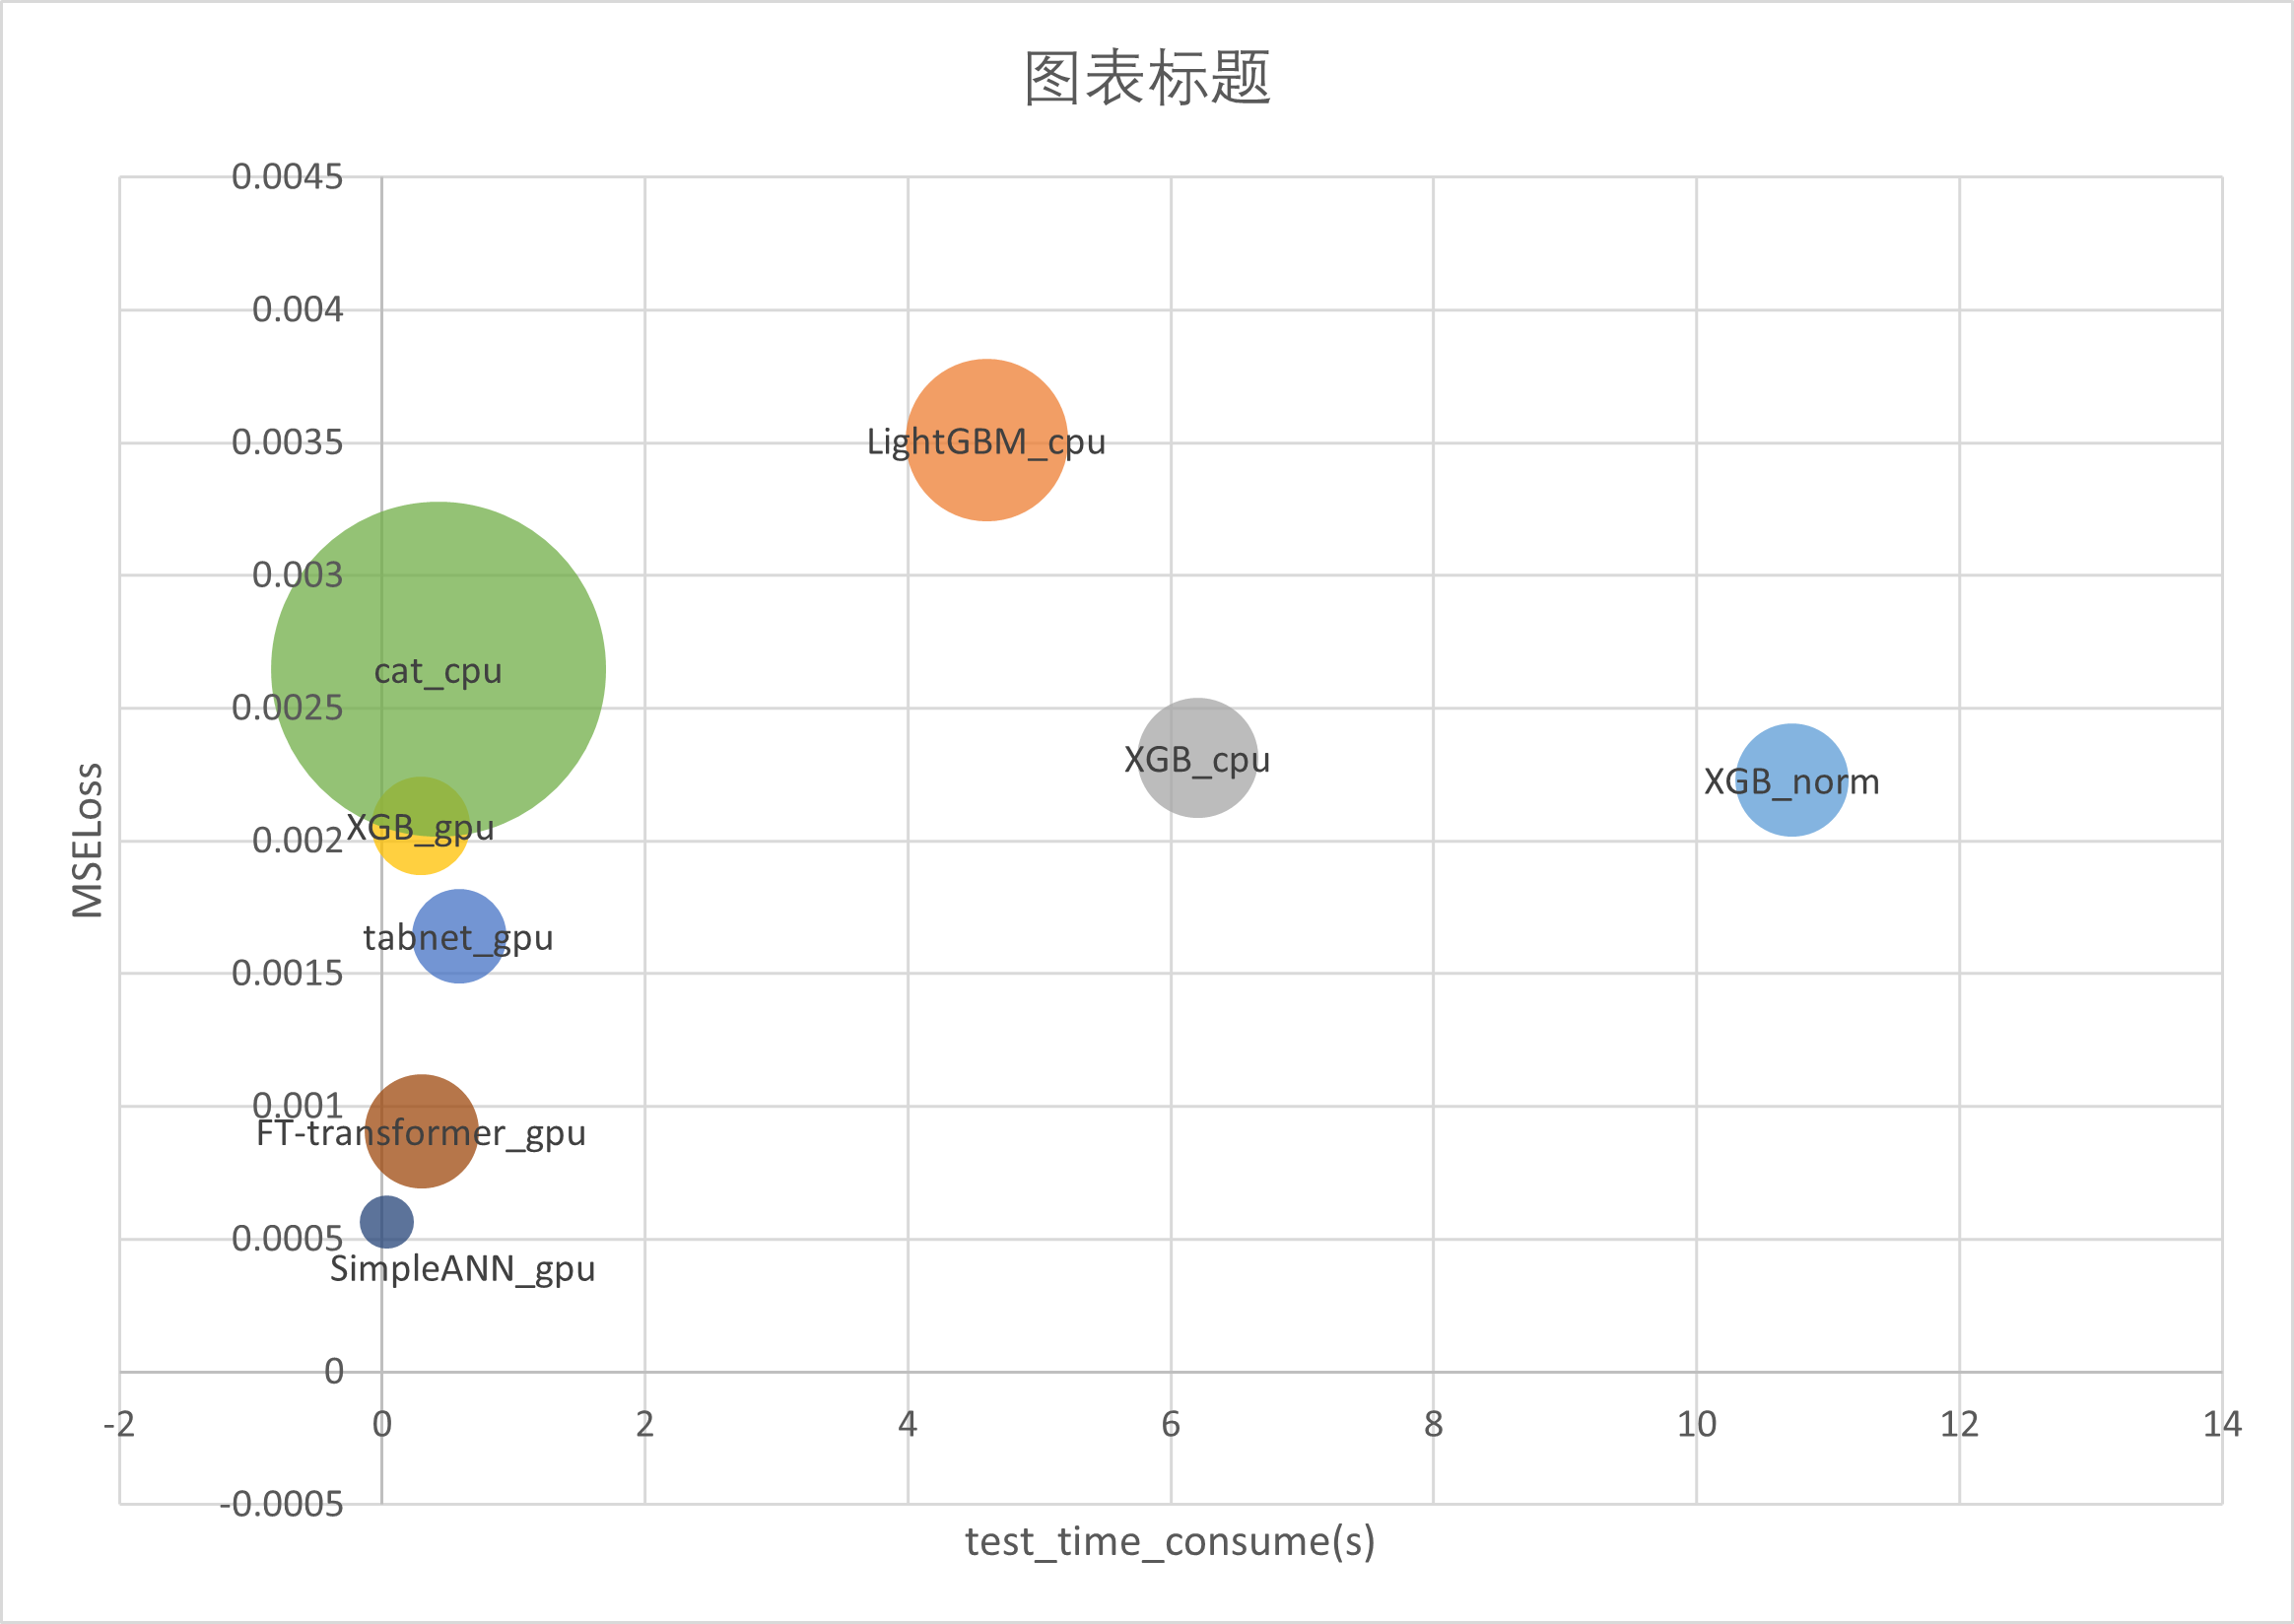 图表标题
0.0045
0.004
0.0035
0.003
0.0025
0.002
0.0015
0.001
0.0005
0
-0.0005
MSELoss
LightGBM_cpu
cat_cpu
XGB_cpu
XGB_norm
XGB_gpu
tabnet_gpu
FT-transformer_gpu
SimpleANN_gpu
-2 0 2 4 6 8 10 12 14
test_time_consume(s)